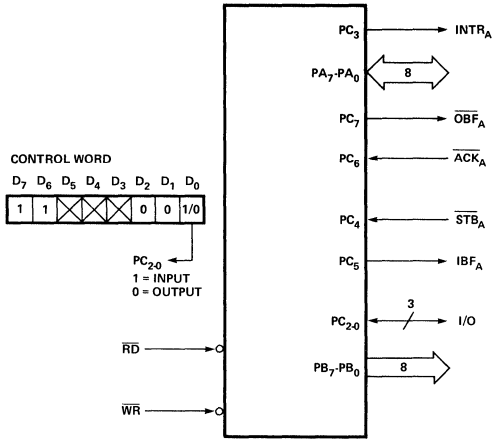 PC3 INTRA
PA7-PA0 8
PC7 OBFA
PC6 ACKA
CONTROL WORD
D7 D6 D5 D4 D3 D2 D1 D0
1 1 0 0 1/0
PC4 STBA
PC5 IBFA
PC2-0
1 = INPUT
0 = OUTPUT
PC2-0 3 I/O
RD
PB7-PB0 8
WR